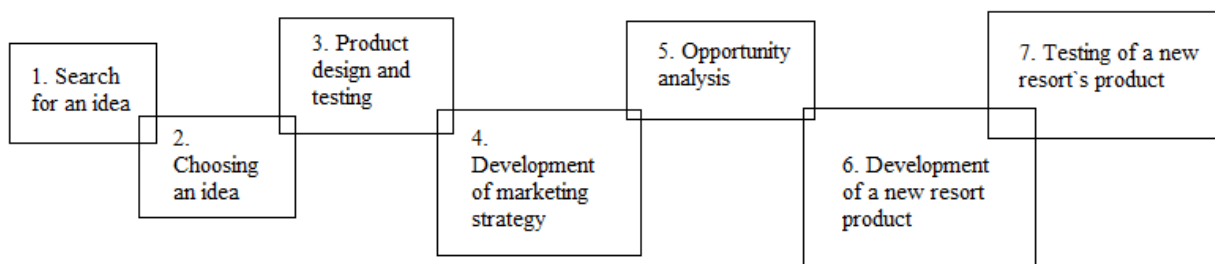 1. Search
for an idea
2.
Choosing
an idea
3. Product
design and
testing
4.
Development
of marketing
strategy
5. Opportunity
analysis
6. Development
of a new resort
product
7. Testing of a new
resort`s product